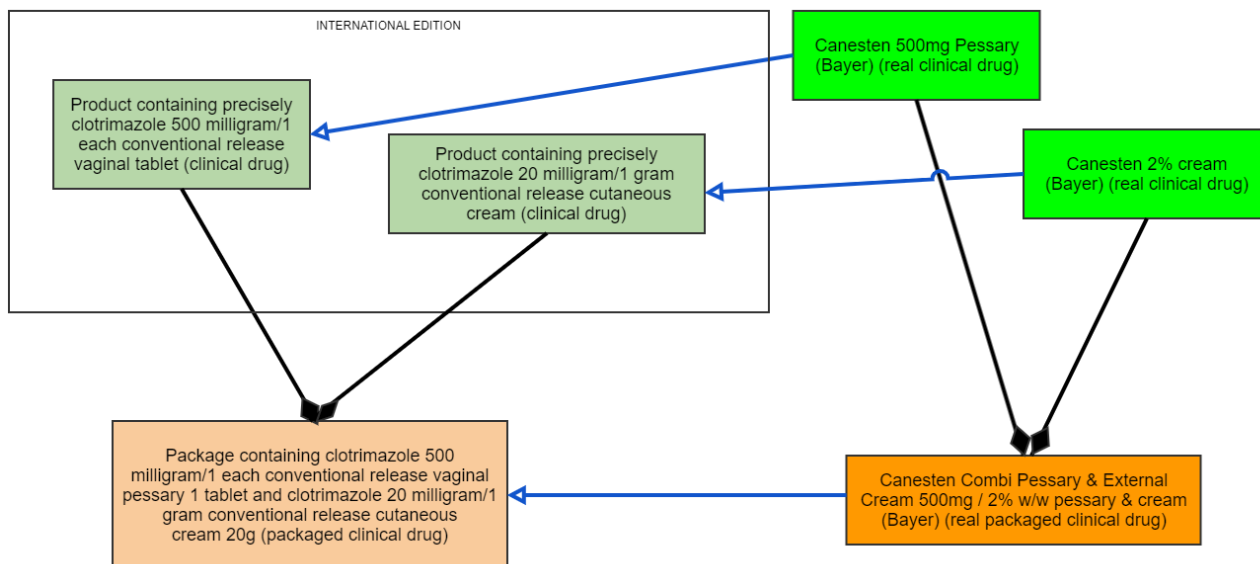 INTERNATIONAL EDITION
Canesten 500mg Pessary
(Bayer) (real clinical drug)
Product containing precisely
clotrimazole 500 milligram/1
each conventional release
vaginal tablet (clinical drug)
Product containing precisely
clotrimazole 20 milligram/1 gram
conventional release cutaneous
cream (clinical drug)
Canesten 2% cream
(Bayer) (real clinical drug)
Package containing clotrimazole 500
milligram/1 each conventional release vaginal
pessary 1 tablet and clotrimazole 20 milligram/1
gram conventional release cutaneous
cream 20g (packaged clinical drug)
Canesten Combi Pessary & External
Cream 500mg / 2% w/w pessary & cream
(Bayer) (real packaged clinical drug)